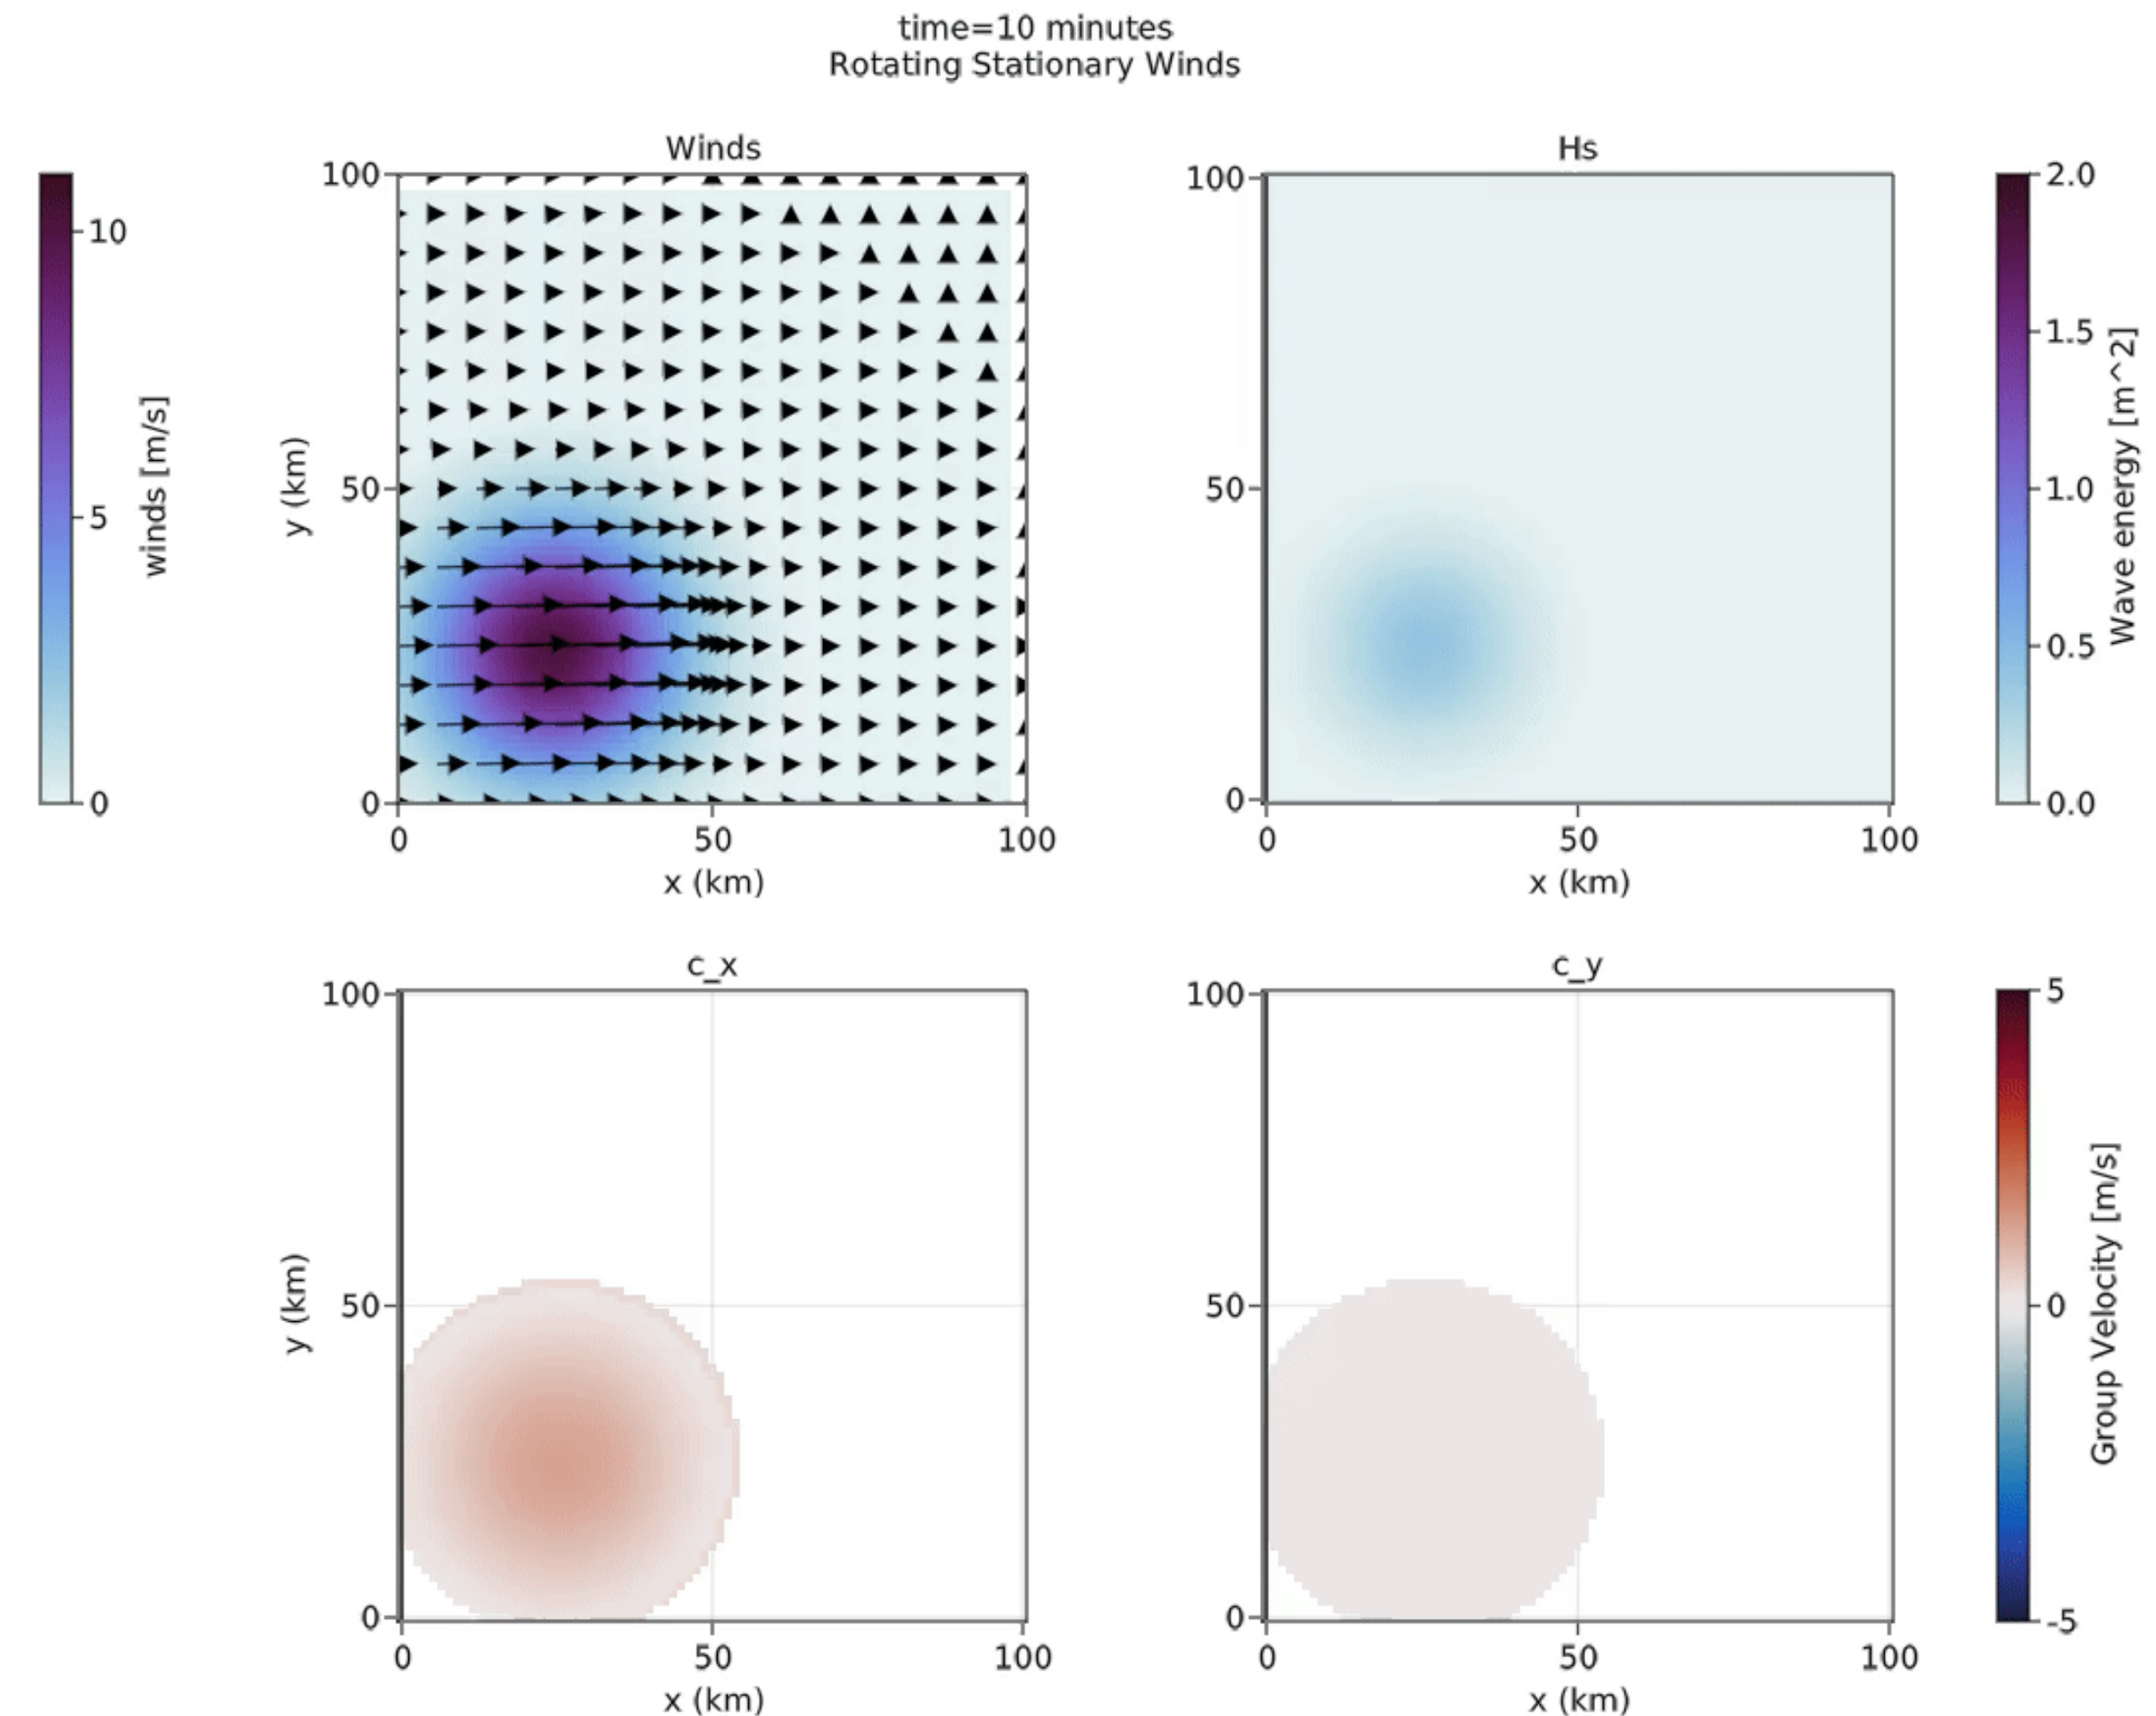 time=10 minutes
Rotating Stationary Winds
Winds
Hs
100
50
0
0
50
100
x (km)
y (km)
10
5
0
winds [m/s]
100
50
0
0
50
100
x (km)
2.0
1.5
1.0
0.5
0.0
Wave energy [m^2]
c_x
c_y
100
50
0
0
50
100
x (km)
y (km)
100
50
0
0
50
100
x (km)
5
0
-5
Group Velocity [m/s]